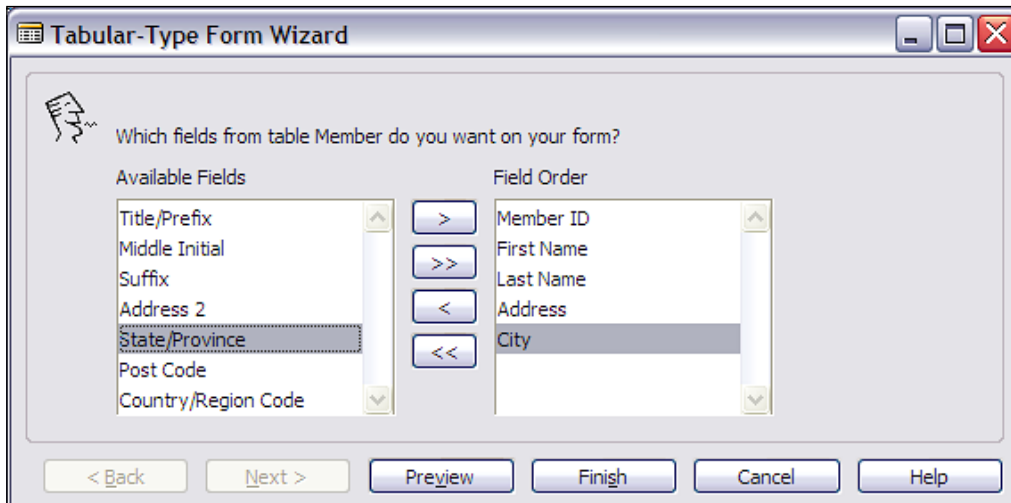 Tabular-Type Form Wizard
Which fields from table Member do you want on your form?
Available Fields
Title/Prefix
Middle Initial
Suffix
Address 2
State/Province
Post Code
Country/Region Code
>
>>
<
<<
Field Order
Member ID
First Name
Last Name
Address
City
< Back
Next >
Preview
Finish
Cancel
Help